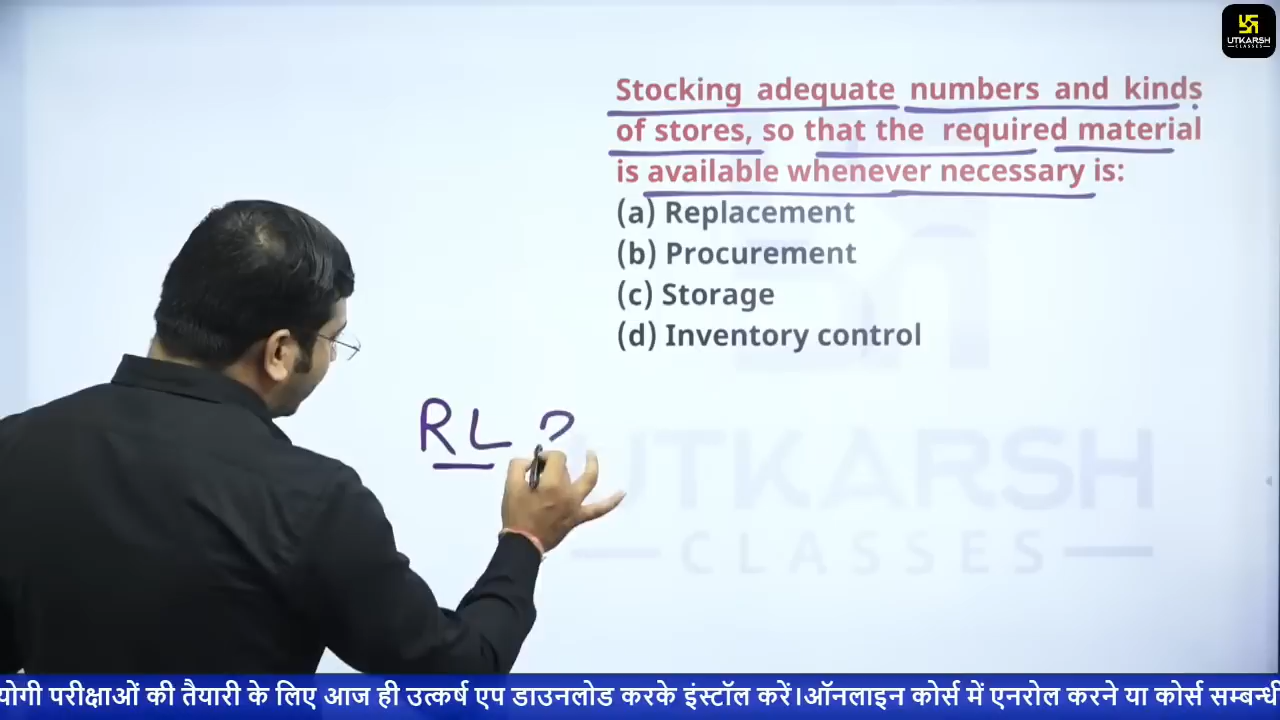 UTKARSH
CLASSES
Stocking adequate numbers and kinds
of stores, so that the required material
is available whenever necessary is:
(a) Replacement
(b) Procurement
(c) Storage
(d) Inventory control
RL ?
UTKARSH
CLASSES
योगी परीक्षाओं की तैयारी के लिए आज ही उत्कर्ष एप डाउनलोड करके इंस्टॉल करें।ऑनलाइन कोर्स में एनरोल करने या कोर्स सम्बन्धी